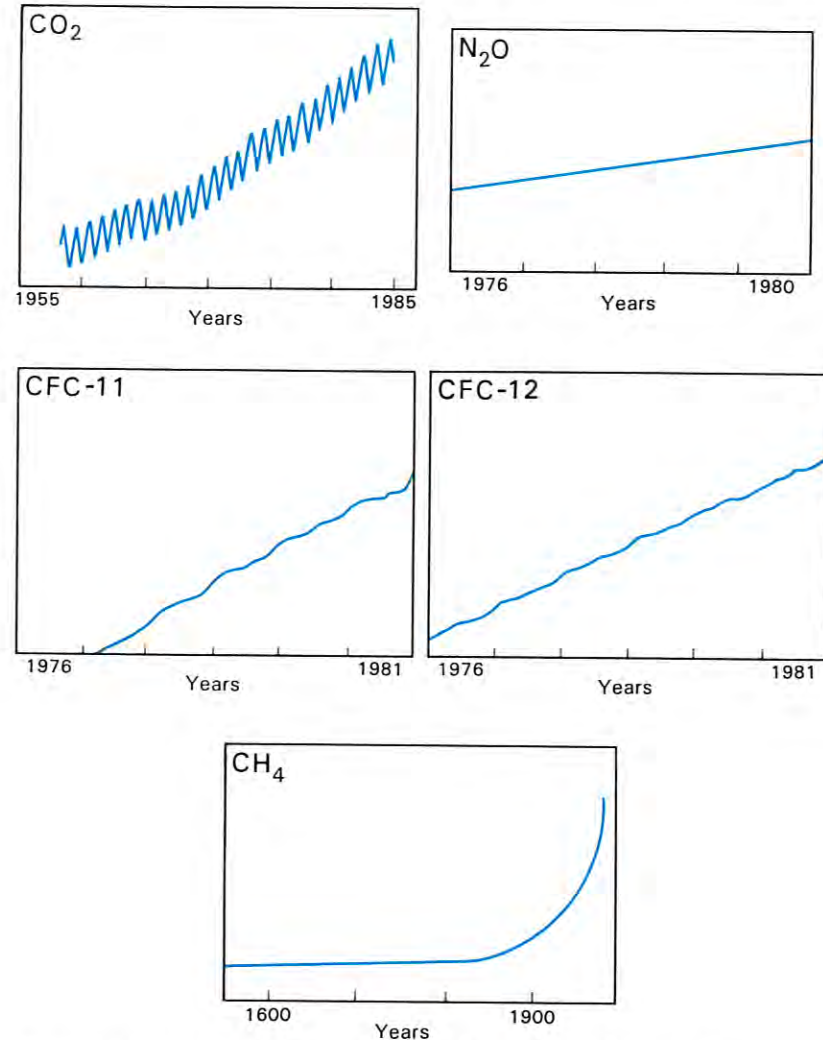 CO₂
1955 1985
Years
N₂O
1976 1980
Years
CFC-11
1976 1981
Years
CFC-12
1976 1981
Years
CH₄
1600 1900
Years